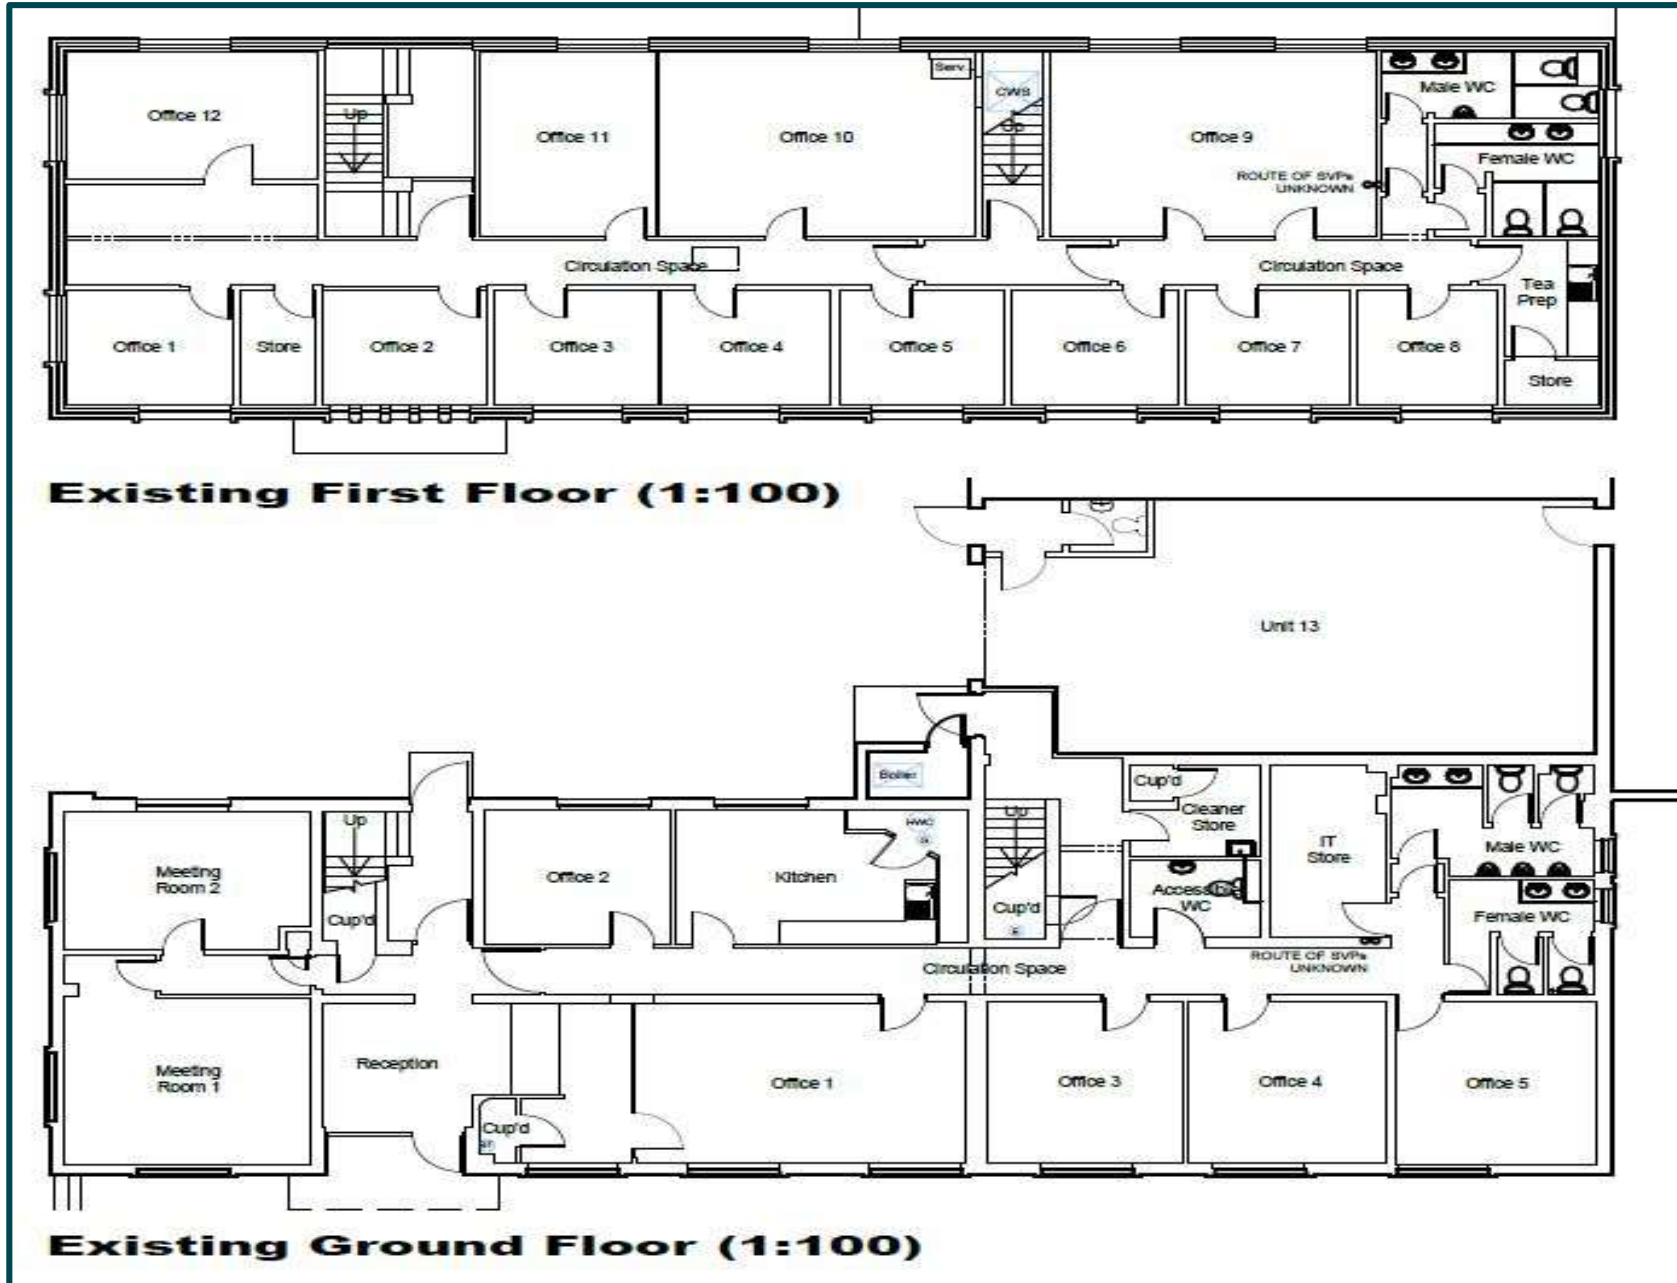 Office 12
Up
Office 11
Office 10
Serv.
CWS
Up
Office 9
ROUTE OF SVPs
UNKNOWN
Male WC
Female WC
Circulation Space
Circulation Space
Tea
Prep
Office 1
Store
Office 2
Office 3
Office 4
Office 5
Office 6
Office 7
Office 8
Store
Existing First Floor (1:100)
Unit 13
Boiler
Meeting
Room 2
Up
Cup'd
Office 2
Kitchen
HWC
Up
Cup'd
Cup'd
Cleaner
Store
Accessible
WC
IT
Store
Male WC
Female WC
Circulation Space
ROUTE OF SVPs
UNKNOWN
Meeting
Room 1
Reception
Cup'd
Office 1
Office 3
Office 4
Office 5
Existing Ground Floor (1:100)